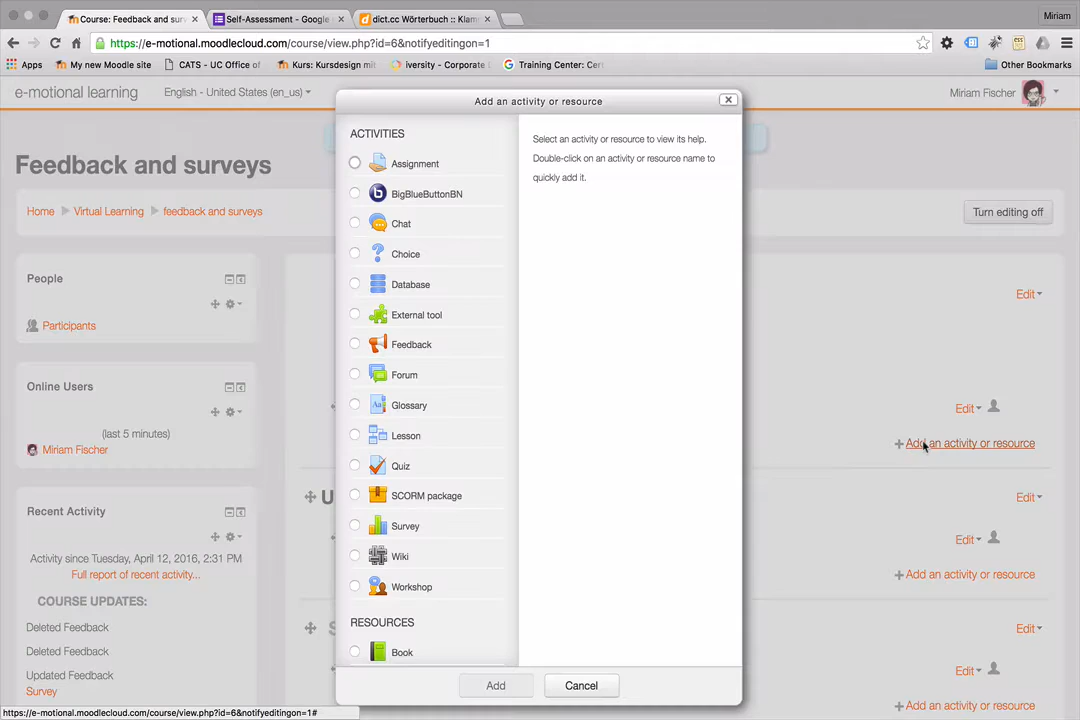 Course: Feedback and surv
Self-Assessment - Google
dict.cc Wörterbuch :: Klam
Miriam
https://e-motional.moodlecloud.com/course/view.php?id=6&notifyeditingon=1
Apps
My new Moodle site
CATS - UC Office of
Kurs: Kursdesign mit
iversity - Corporate E
Training Center: Cert
Other Bookmarks
e-motional learning
English - United States (en_us)
Miriam Fischer
Feedback and surveys
Home
Virtual Learning
feedback and surveys
Turn editing off
People
Participants
Online Users
(last 5 minutes)
Miriam Fischer
Recent Activity
Activity since Tuesday, April 12, 2016, 2:31 PM
Full report of recent activity...
COURSE UPDATES:
Deleted Feedback
Deleted Feedback
Updated Feedback
Survey
Add an activity or resource
ACTIVITIES
Assignment
BigBlueButtonBN
Chat
Choice
Database
External tool
Feedback
Forum
Glossary
Lesson
Quiz
SCORM package
Survey
Wiki
Workshop
RESOURCES
Book
Select an activity or resource to view its help.
Double-click on an activity or resource name to
quickly add it.
Add
Cancel
Edit
Edit
Add an activity or resource
U
Edit
Edit
Add an activity or resource
S
Edit
Edit
Add an activity or resource
https://e-motional.moodlecloud.com/course/view.php?id=6&notifyeditingon=1#